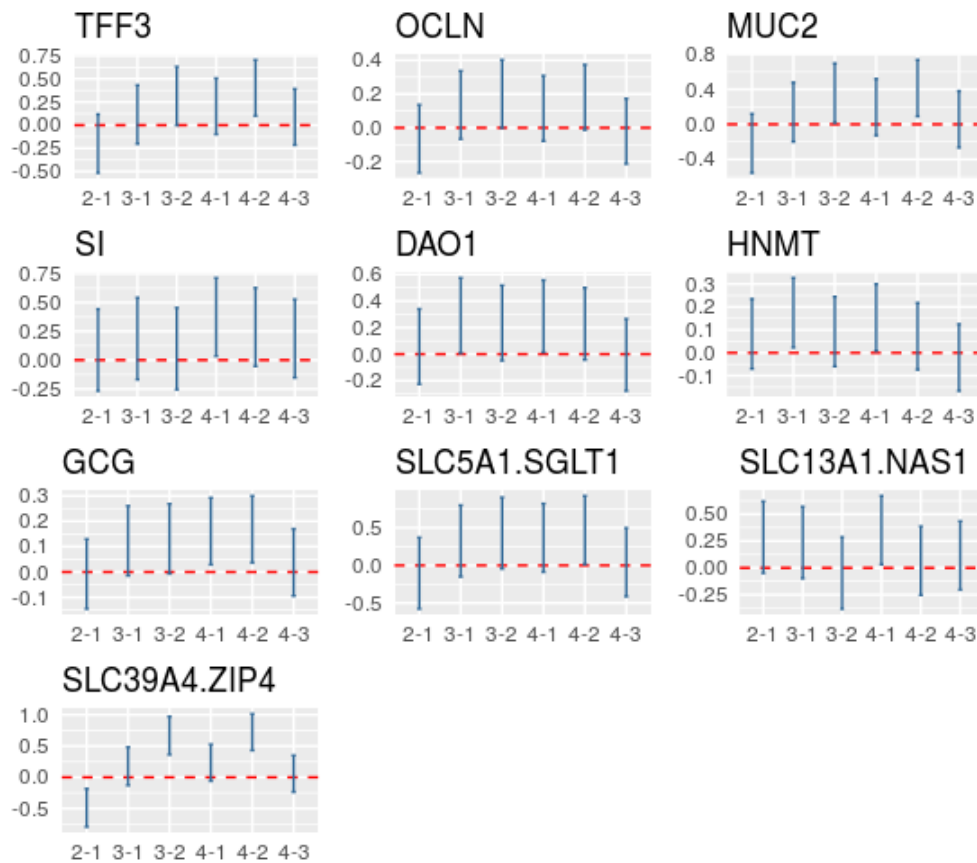 TFF3 OCLN MUC2
0.75 0.4 0.8
0.50
0.25 0.2 0.4
0.00 0.0 0.0
-0.25
-0.50 -0.2 -0.4
2-1 3-1 3-2 4-1 4-2 4-3 2-1 3-1 3-2 4-1 4-2 4-3 2-1 3-1 3-2 4-1 4-2 4-3
SI DAO1 HNMT
0.75 0.6 0.3
0.50 0.4 0.2
0.25 0.2 0.1
0.00 0.0 0.0
-0.25 -0.2 -0.1
2-1 3-1 3-2 4-1 4-2 4-3 2-1 3-1 3-2 4-1 4-2 4-3 2-1 3-1 3-2 4-1 4-2 4-3
GCG SLC5A1.SGLT1 SLC13A1.NAS1
0.3 0.5 0.50
0.2 0.0 0.25
0.1 -0.5 0.00
0.0 -0.25
-0.1
2-1 3-1 3-2 4-1 4-2 4-3 2-1 3-1 3-2 4-1 4-2 4-3 2-1 3-1 3-2 4-1 4-2 4-3
SLC39A4.ZIP4
1.0
0.5
0.0
-0.5
2-1 3-1 3-2 4-1 4-2 4-3